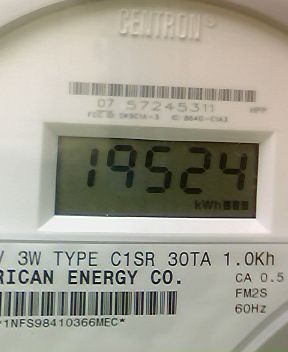 CENTRON®
07 57245311 HPP
19524
kWh
V 3W TYPE C1SR 30TA 1.0Kh
RICAN ENERGY CO. CA 0.5
FM2S
*1NFS98410366MEC* 60Hz